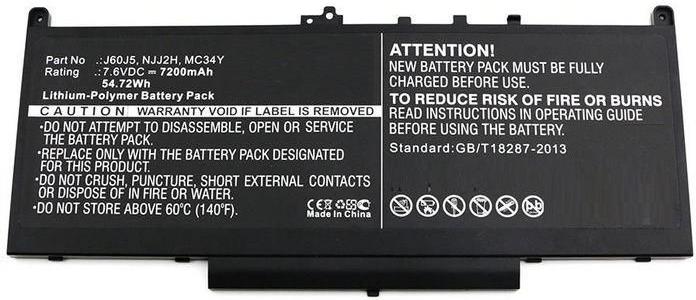 Part No .:J60J5, NJJ2H, MC34Y
Rating .:7.6VDC ⎓ 7200mAh
54.72Wh
Lithium-Polymer Battery Pack
CAUTION WARRANTY VOID IF LABEL IS REMOVED
•DO NOT ATTEMPT TO DISASSEMBLE, OPEN OR SERVICE
THE BATTERY PACK.
•REPLACE ONLY WITH THE BATTERY PACK DESIGNATED
FOR THIS PRODUCT.
•DO NOT CRUSH, PUNCTURE, SHORT EXTERNAL CONTACTS
OR DISPOSE OF IN FIRE OR WATER.
•DO NOT STORE ABOVE 60℃ (140℉)
CE FC
Made In China
ATTENTION:
NEW BATTERY PACK MUST BE FULLY
CHARGED BEFORE USE.
TO REDUCE RISK OF FIRE OR BURNS
READ INSTRUCTIONS IN OPERATING GUIDE
BEFORE USING THE BATTERY.
Standard:GB/T18287-2013